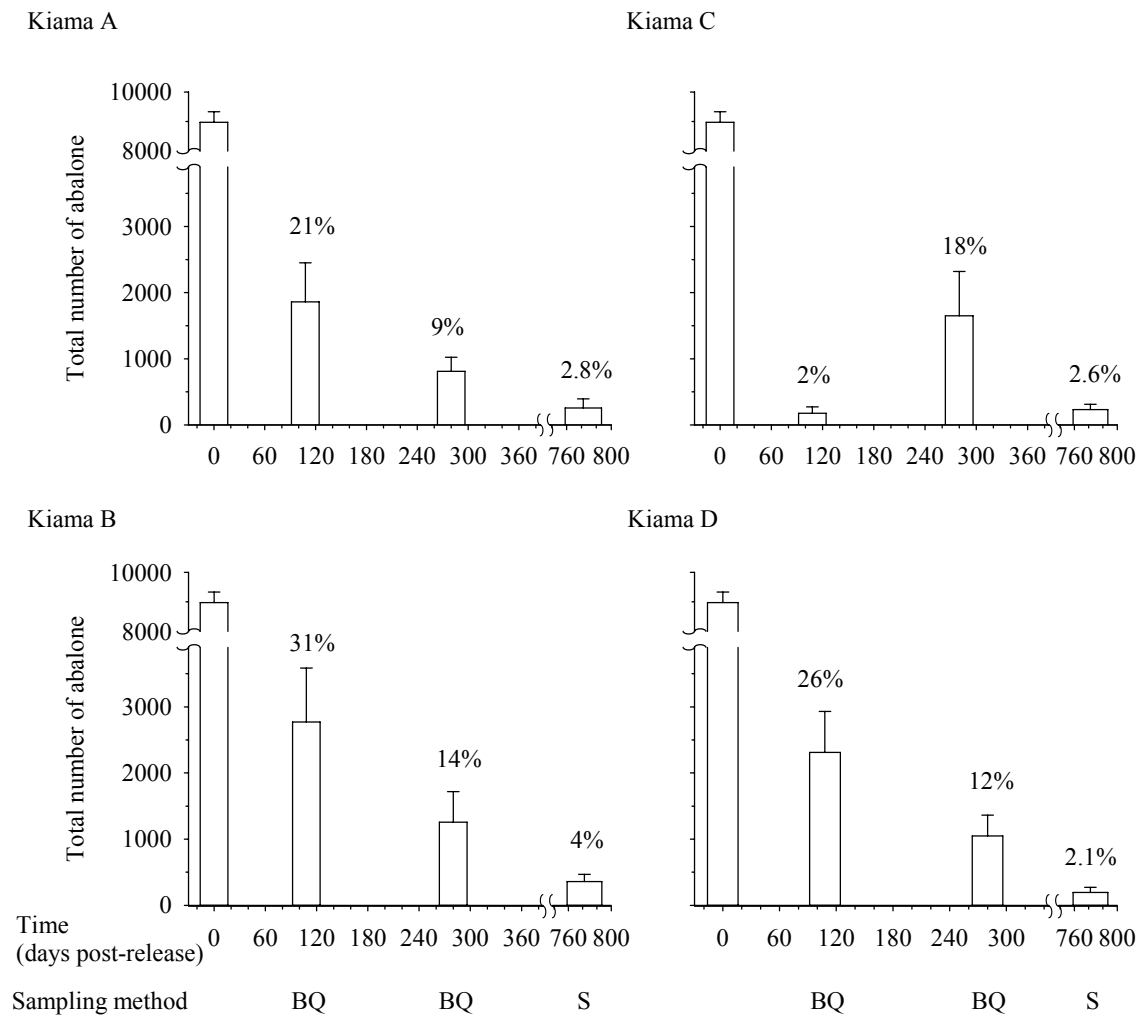 Kiama A
Kiama C
10000
8000
3000
2000
1000
0
Total number of abalone
21%
9%
2.8%
0 60 120 180 240 300 360 760 800
2%
18%
2.6%
0 60 120 180 240 300 360 760 800
Kiama B
Kiama D
10000
8000
3000
2000
1000
0
Total number of abalone
31%
14%
4%
26%
12%
2.1%
Time
(days post-release)
0 60 120 180 240 300 360 760 800
0 60 120 180 240 300 760 800
Sampling method BQ BQ S BQ BQ S